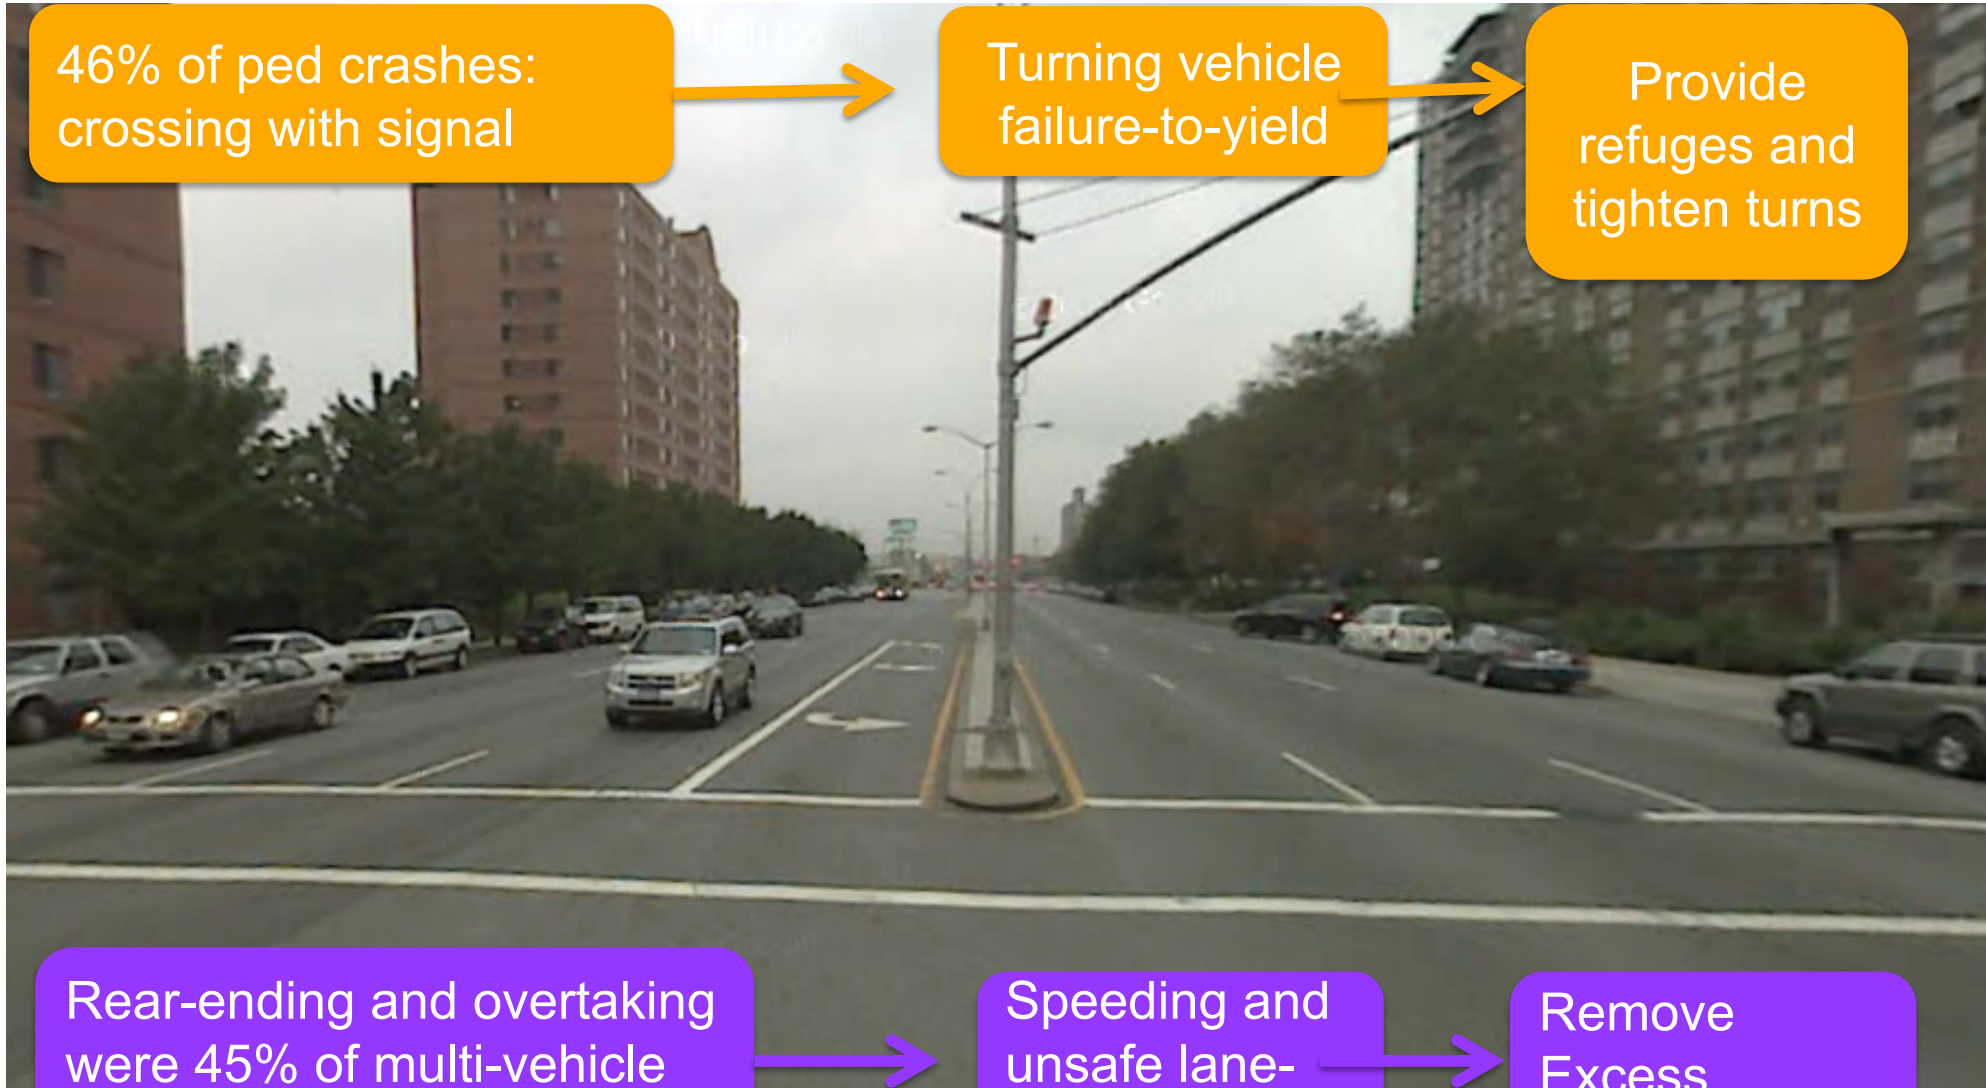 46% of ped crashes:
crossing with signal
Turning vehicle
failure-to-yield
Provide
refuges and
tighten turns
Rear-ending and overtaking
were 45% of multi-vehicle
Speeding and
unsafe lane-
Remove
Excess